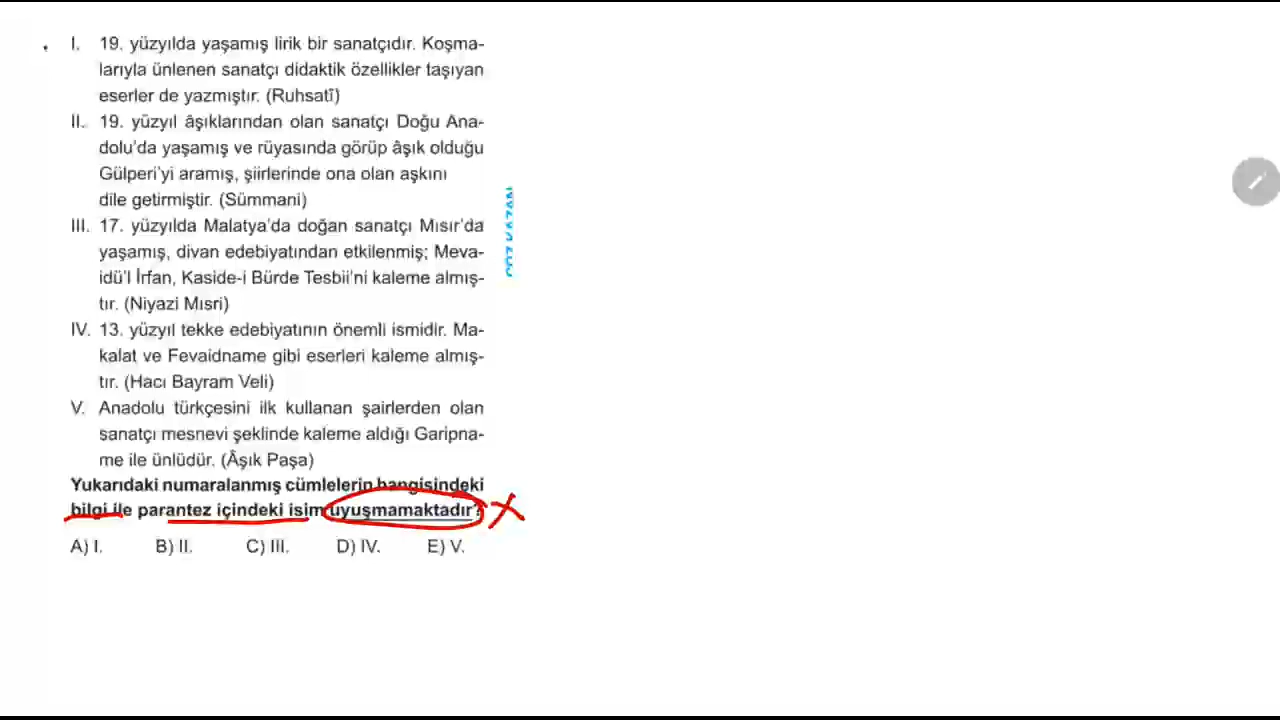 I. 19. yüzyılda yaşamış lirik bir sanatçıdır. Koşma-
larıyla ünlenen sanatçı didaktik özellikler taşıyan
eserler de yazmıştır. (Ruhsatî)
II. 19. yüzyıl âşıklarından olan sanatçı Doğu Ana-
dolu'da yaşamış ve rüyasında görüp âşık olduğu
Gülperi'yi aramış, şiirlerinde ona olan aşkını
dile getirmiştir. (Sümmani)
III. 17. yüzyılda Malatya'da doğan sanatçı Mısır'da
yaşamış, divan edebiyatından etkilenmiş; Meva-
idü'l İrfan, Kaside-i Bürde Tesbii'ni kaleme almış-
tır. (Niyazi Mısri)
IV. 13. yüzyıl tekke edebiyatının önemli ismidir. Ma-
kalat ve Fevaidname gibi eserleri kaleme almış-
tır. (Hacı Bayram Veli)
V. Anadolu türkçesini ilk kullanan şairlerden olan
sanatçı mesnevi şeklinde kaleme aldığı Garipna-
me ile ünlüdür. (Âşık Paşa)
Yukarıdaki numaralanmış cümlelerin hangisindeki
bilgi ile parantez içindeki isim uyuşmamaktadır?
A) I. B) II. C) III. D) IV. E) V.